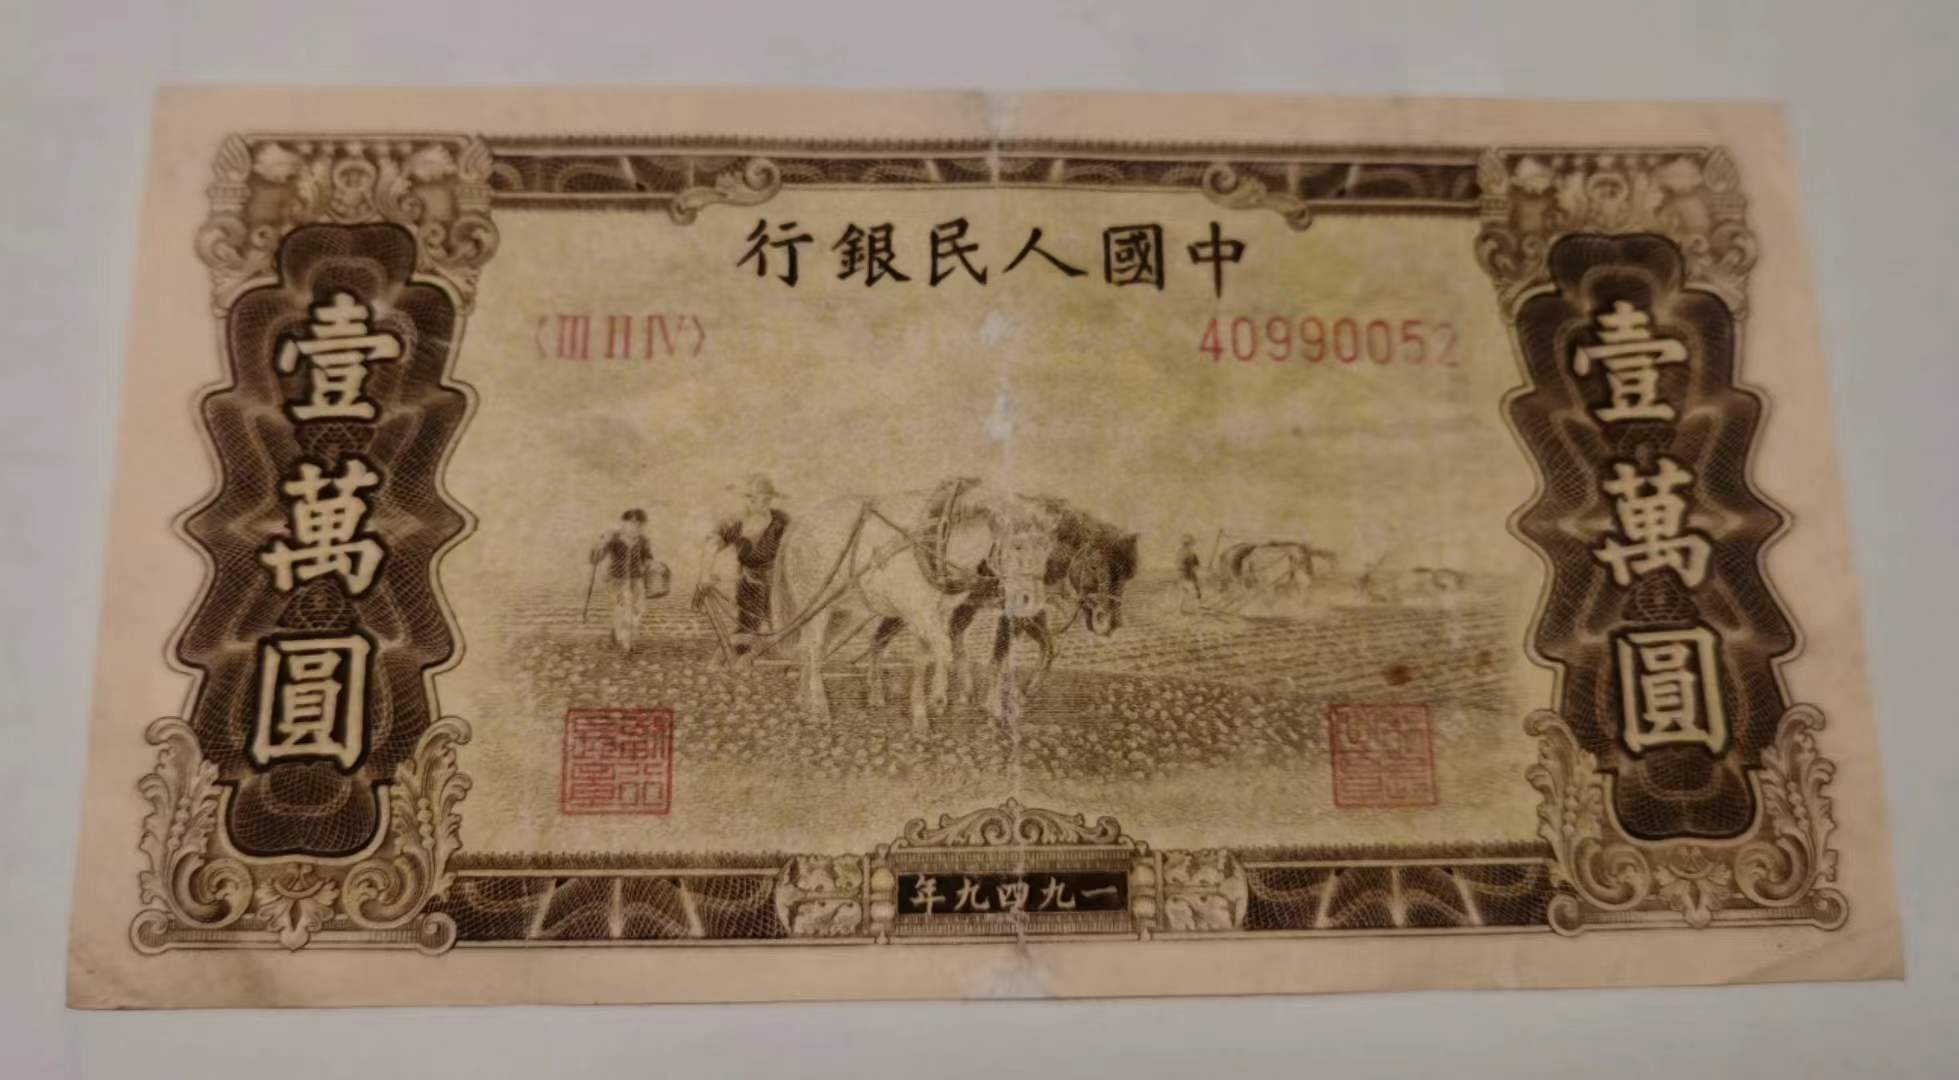 中國人民銀行
〈III II IV〉
40990052
壹萬圓
壹萬圓
一九四九年